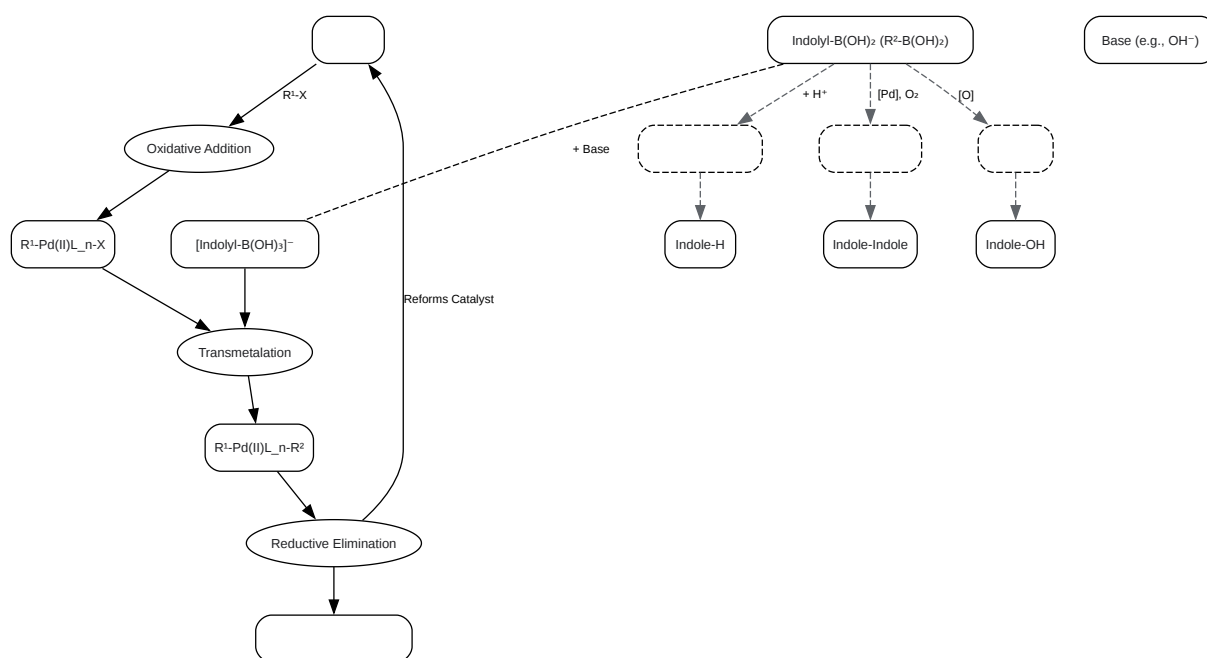 Indolyl-B(OH)₂ (R²-B(OH)₂)
Base (e.g., OH⁻)
R¹-X
+ H⁺
[Pd], O₂
[O]
Oxidative Addition
+ Base
R¹-Pd(II)L_n-X
[Indolyl-B(OH)₃]⁻
Indole-H
Indole-Indole
Indole-OH
Reforms Catalyst
Transmetalation
R¹-Pd(II)L_n-R²
Reductive Elimination